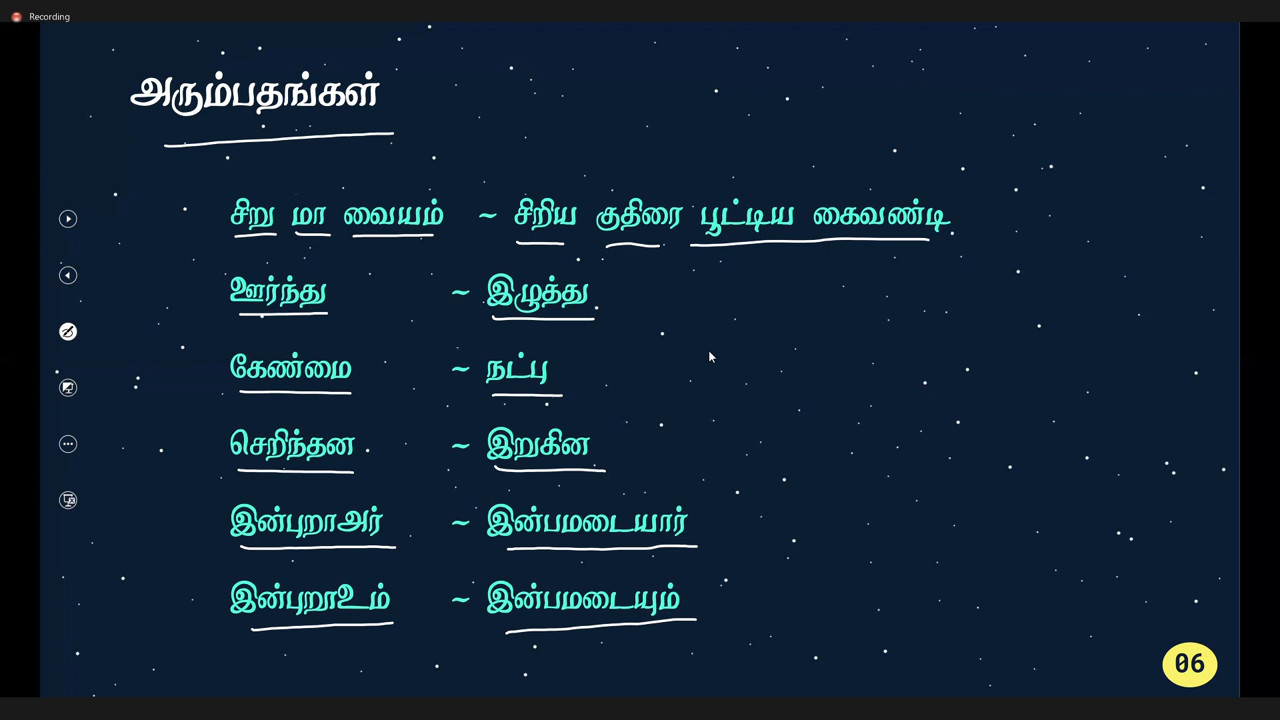 Recording
அரும்பதங்கள்
சிறு மா வையம் ~ சிறிய குதிரை பூட்டிய கைவண்டி
ஊர்ந்து ~ இழுத்து
கேண்மை ~ நட்பு
செறிந்தன ~ இறுகின
இன்புறாஅர் ~ இன்பமடையார்
இன்புறூஉம் ~ இன்பமடையும்
06